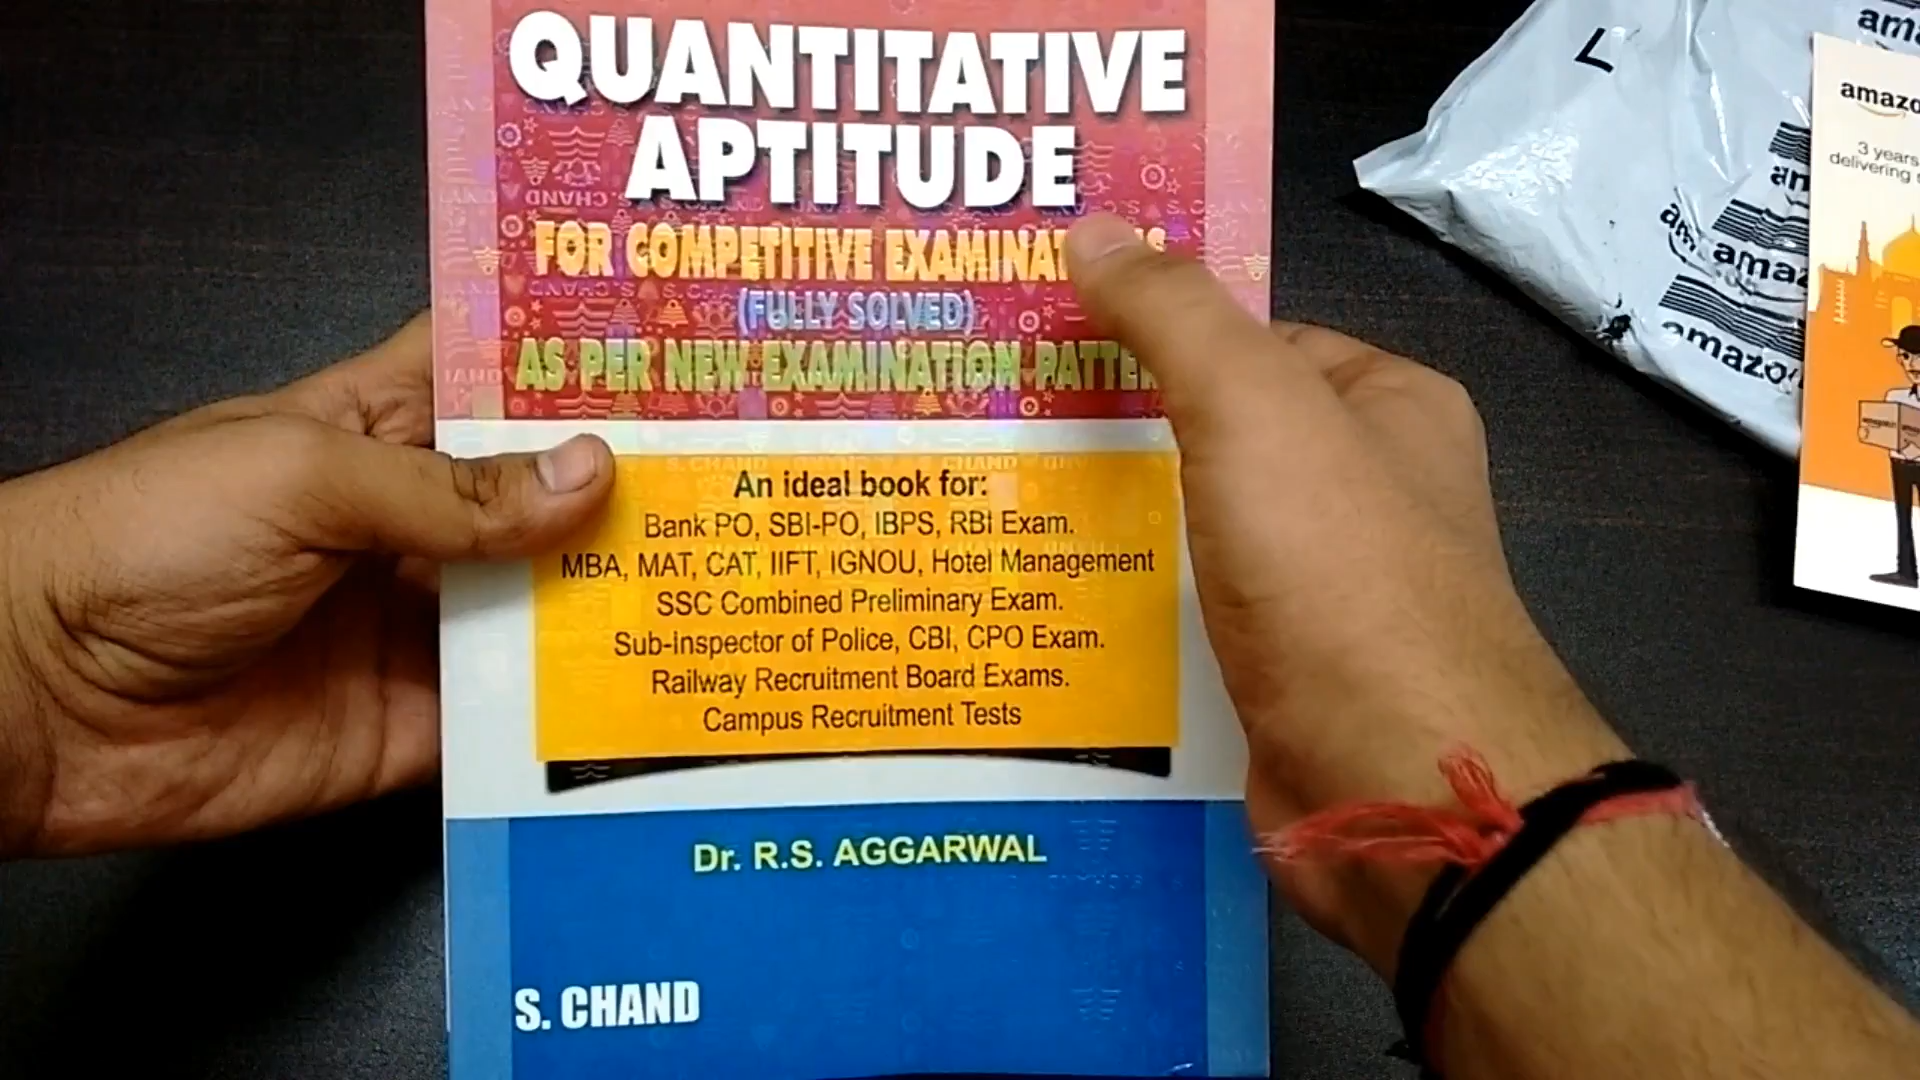 QUANTITATIVE
APTITUDE
FOR COMPETITIVE
(FULLY SOLVED)
AS PER NEW EXAMINATION
An ideal book for:
Bank PO, SBI-PO, IBPS, RBI Exam.
MBA, MAT, CAT, IIFT, IGNOU, Hotel Management
SSC Combined Preliminary Exam.
Sub-Inspector of Police, CBI, CPO Exam.
Railway Recruitment Board Exams.
Campus Recruitment Tests
Dr. R.S. AGGARWAL
S. CHAND
L
amazon
3 years
delivering